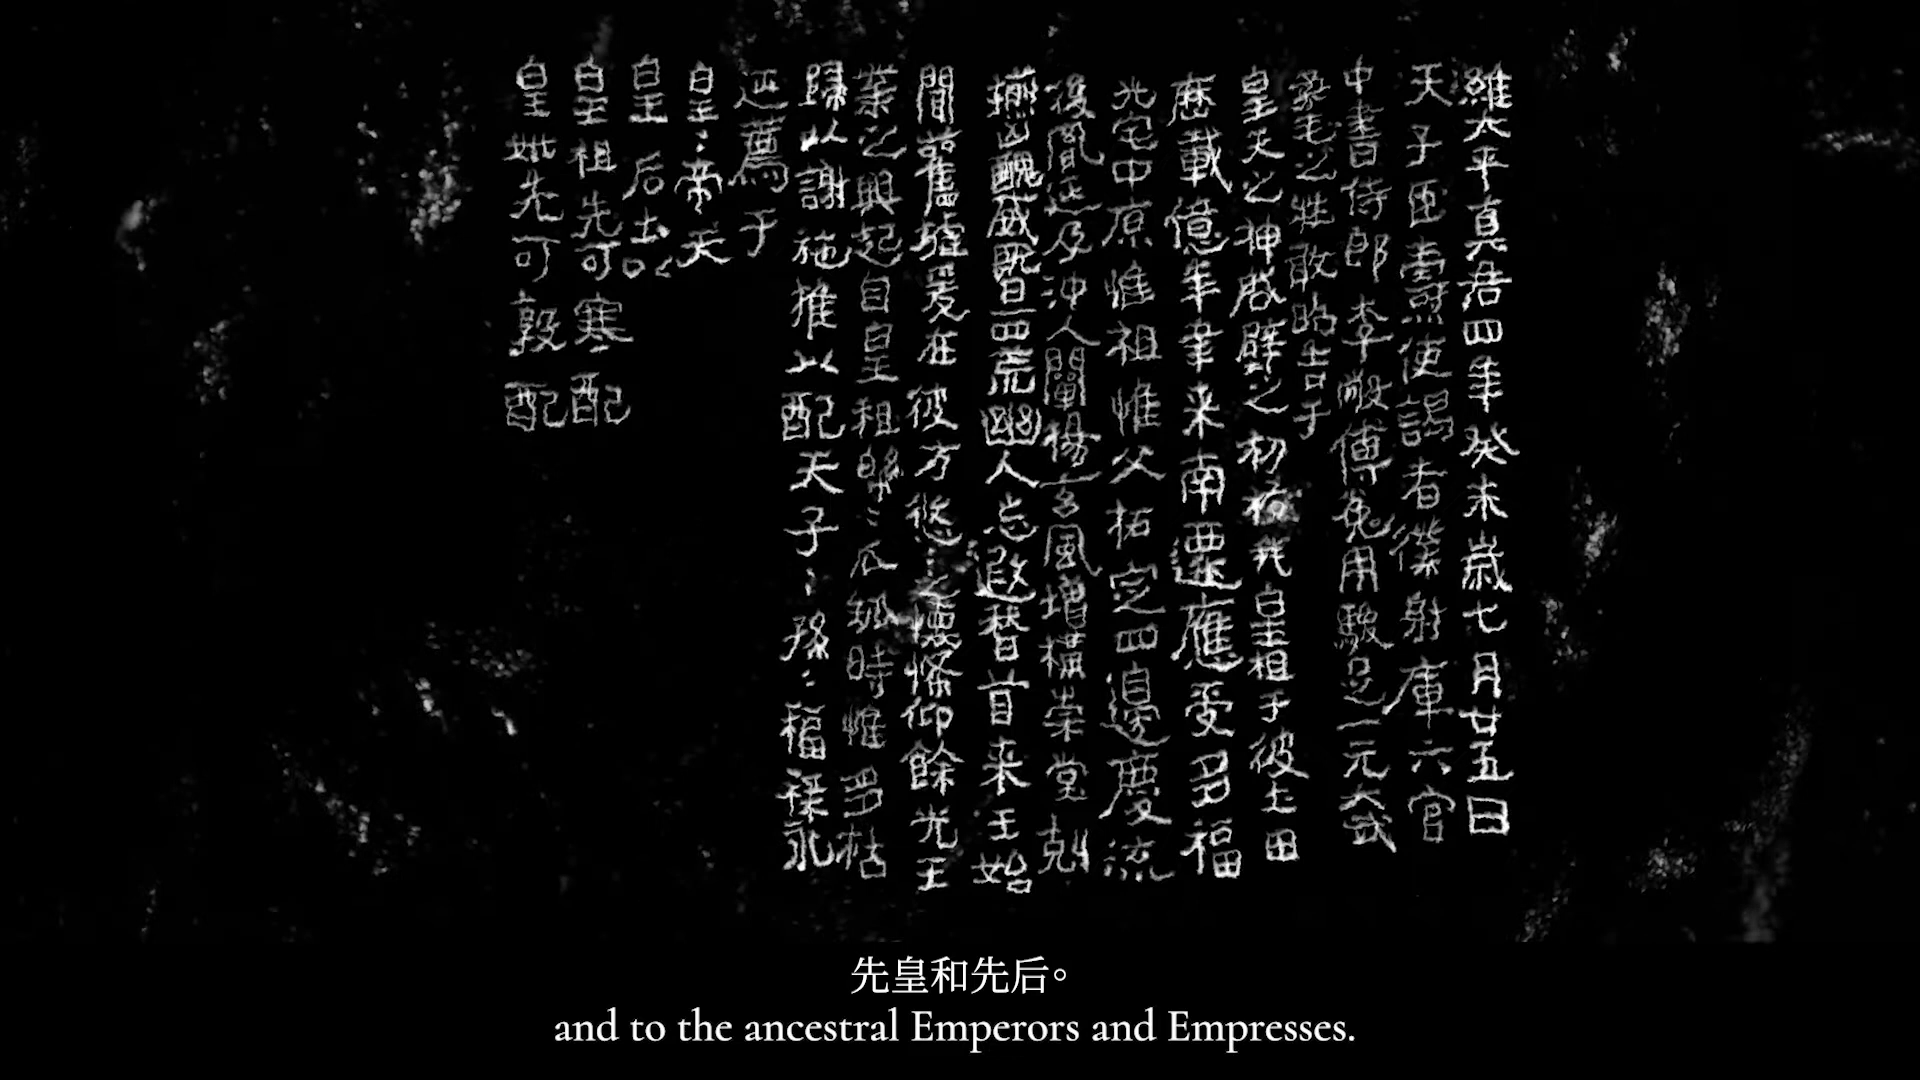 維太平真君四年癸未歲七月廿五日
天子臣燾使謁者僕射庫六官
中書侍郎李敞傅㝹用駿足一元大武
柔毛之牲敢昭告于
皇天之神啟辟之初祐我皇祖于彼土田
歷載億年聿来南遷應受多福
光宅中原惟祖惟父拓定四邊慶流
後胤延及沖人闡揚玄風增構崇堂剋
揃凶醜威暨四荒幽人忘遐稽首来王始
聞舊墟爰在彼方悠〻之懷希仰餘光王
業之興起自皇祖綿〻瓜瓞時惟多祜
歸以謝施推以配天子〻孫〻福祿永
延薦于
皇〻帝天
皇后土以
皇祖先可寒配
皇妣先可敦配
先皇和先后。
and to the ancestral Emperors and Empresses.